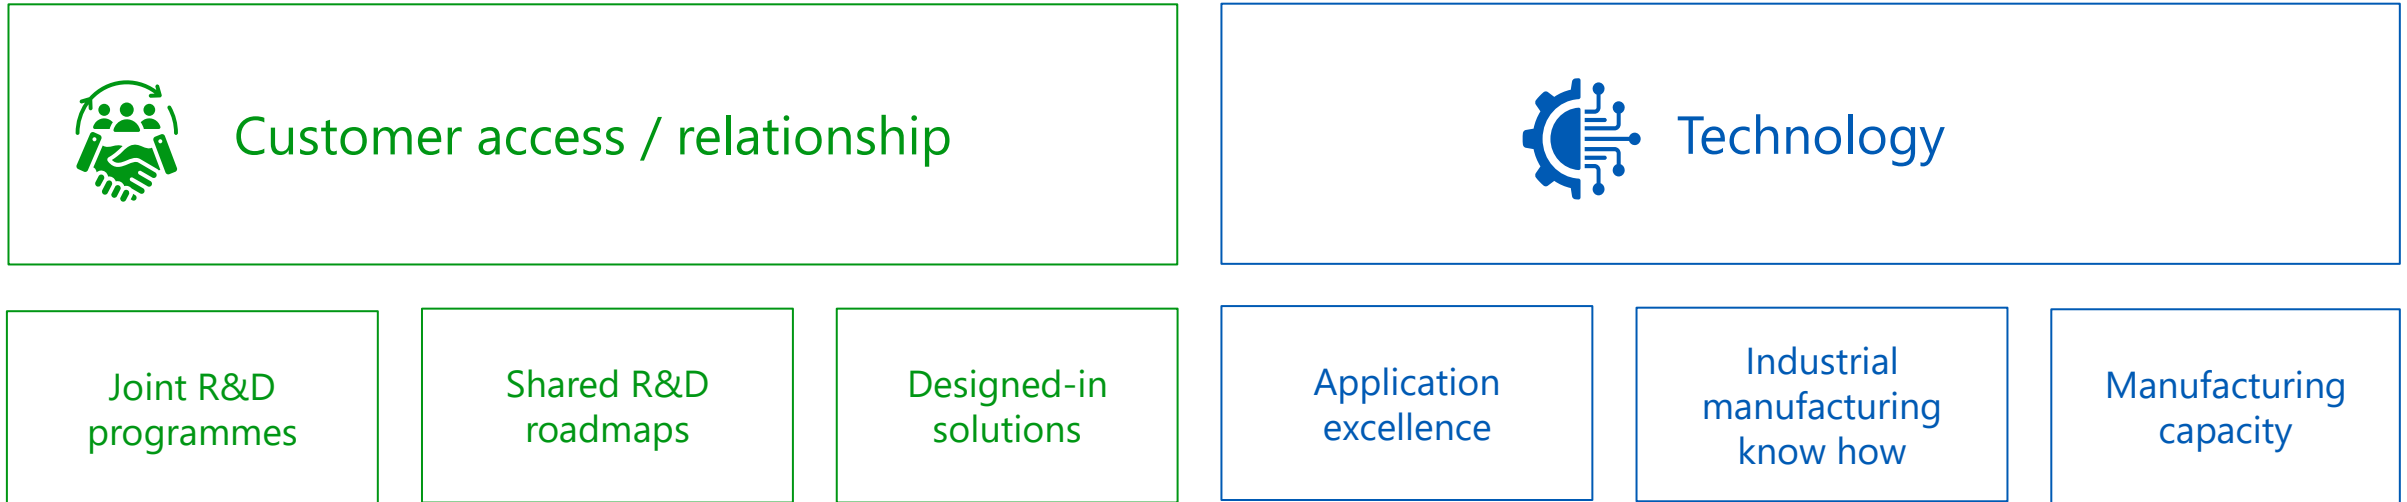 Customer access / relationship
Technology
Joint R&D
programmes
Shared R&D
roadmaps
Designed-in
solutions
Application
excellence
Industrial
manufacturing
know how
Manufacturing
capacity